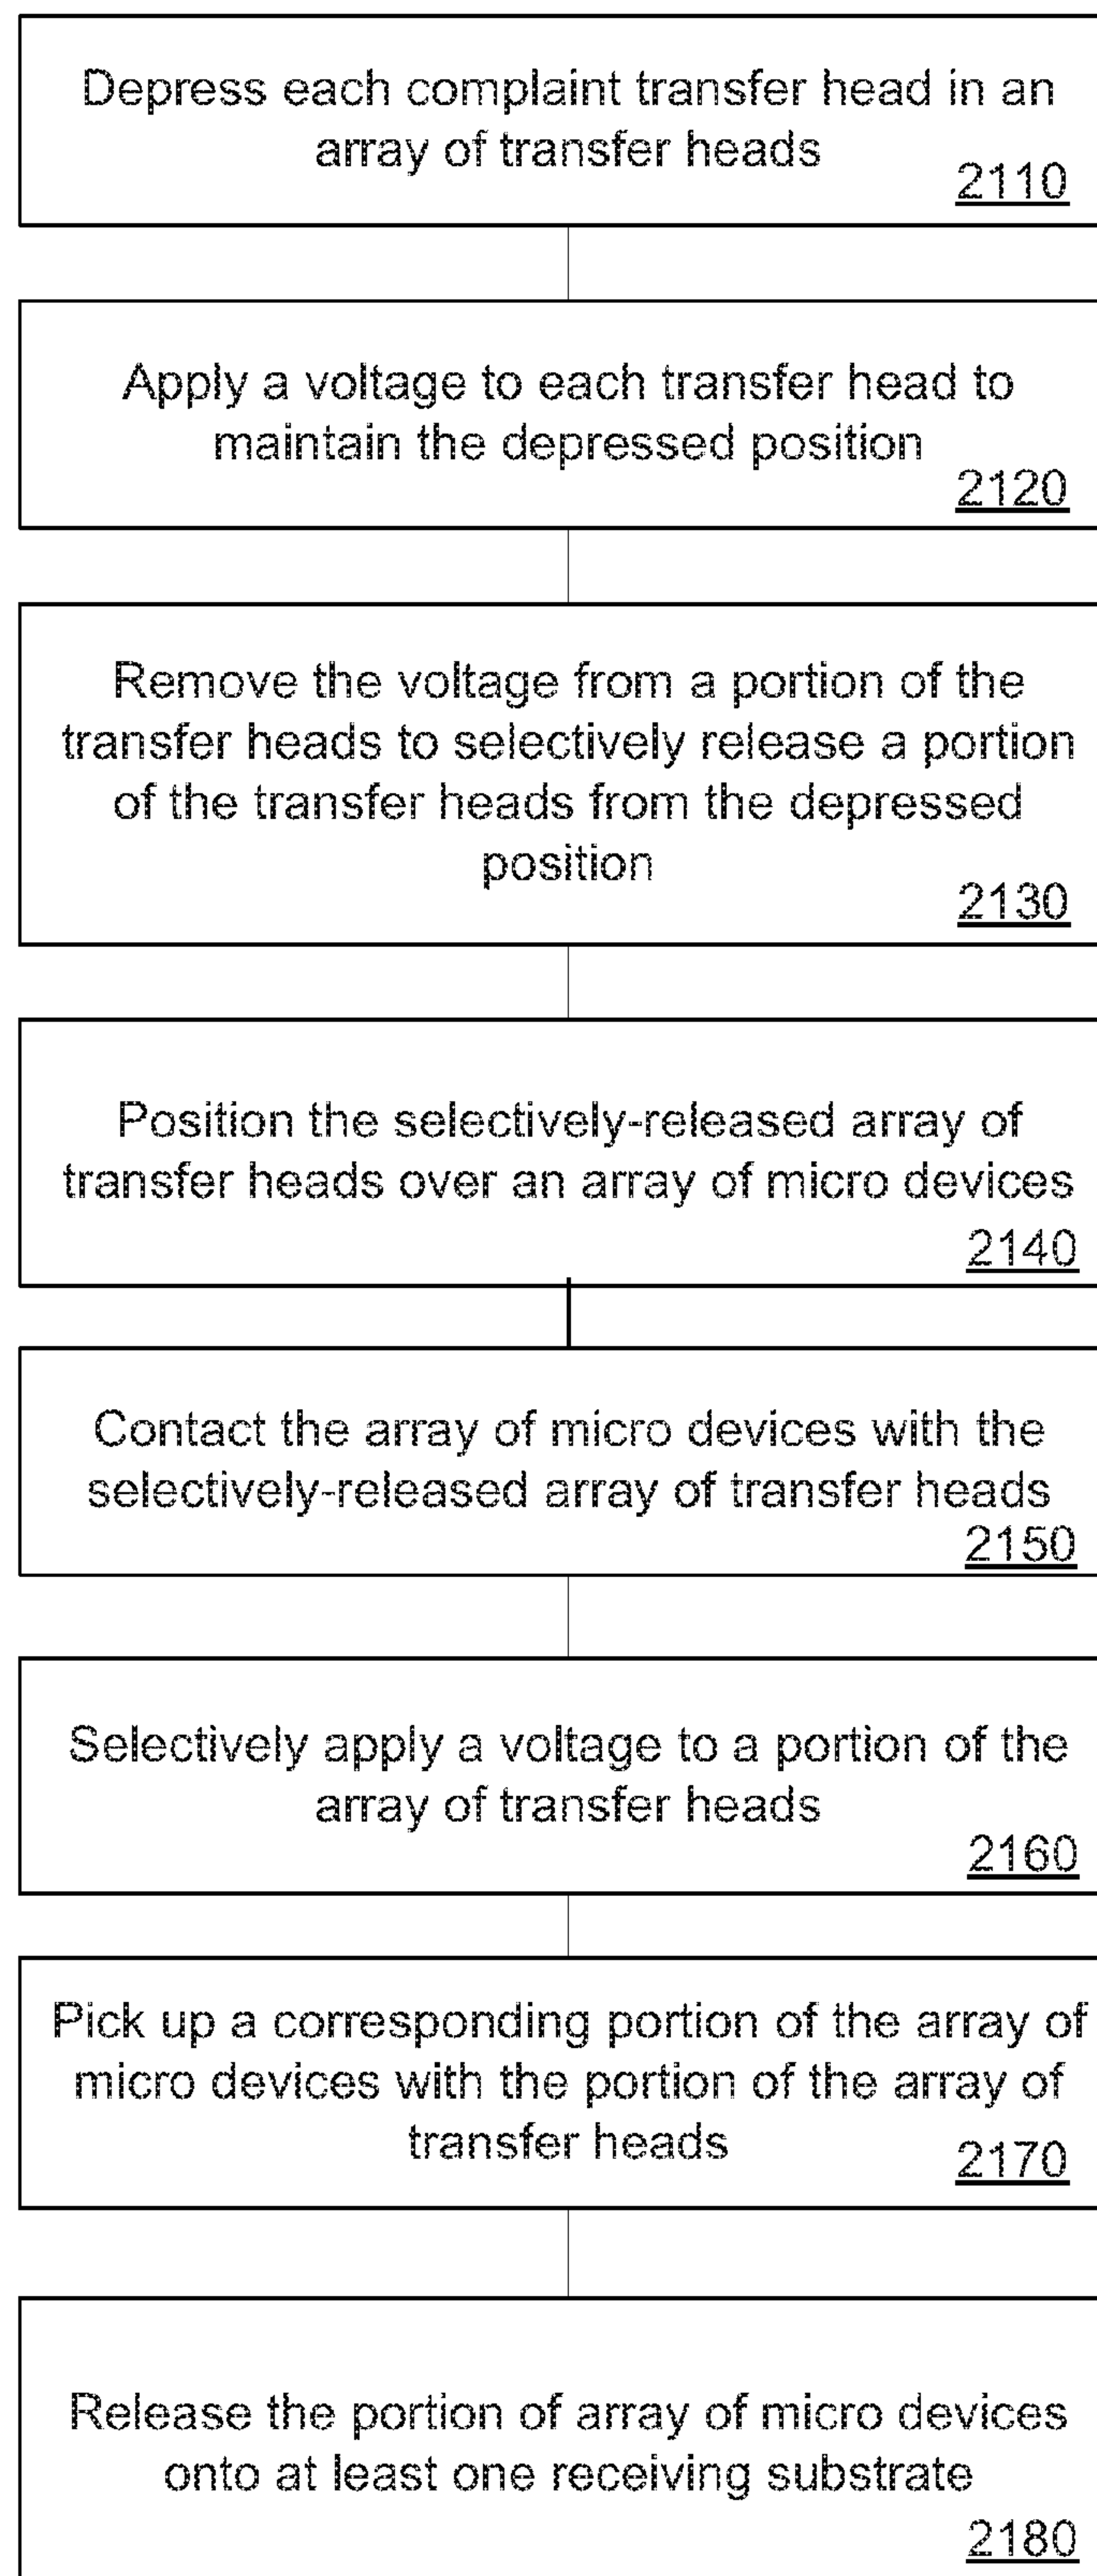 Depress each complaint transfer head in an
array of transfer heads
2110
Apply a voltage to each transfer head to
maintain the depressed position
2120
Remove the voltage from a portion of the
transfer heads to selectively release a portion
of the transfer heads from the depressed
position
2130
Position the selectively-released array of
transfer heads over an array of micro devices
2140
Contact the array of micro devices with the
selectively-released array of transfer heads
2150
Selectively apply a voltage to a portion of the
array of transfer heads
2160
Pick up a corresponding portion of the array of
micro devices with the portion of the array of
transfer heads
2170
Release the portion of array of micro devices
onto at least one receiving substrate
2180